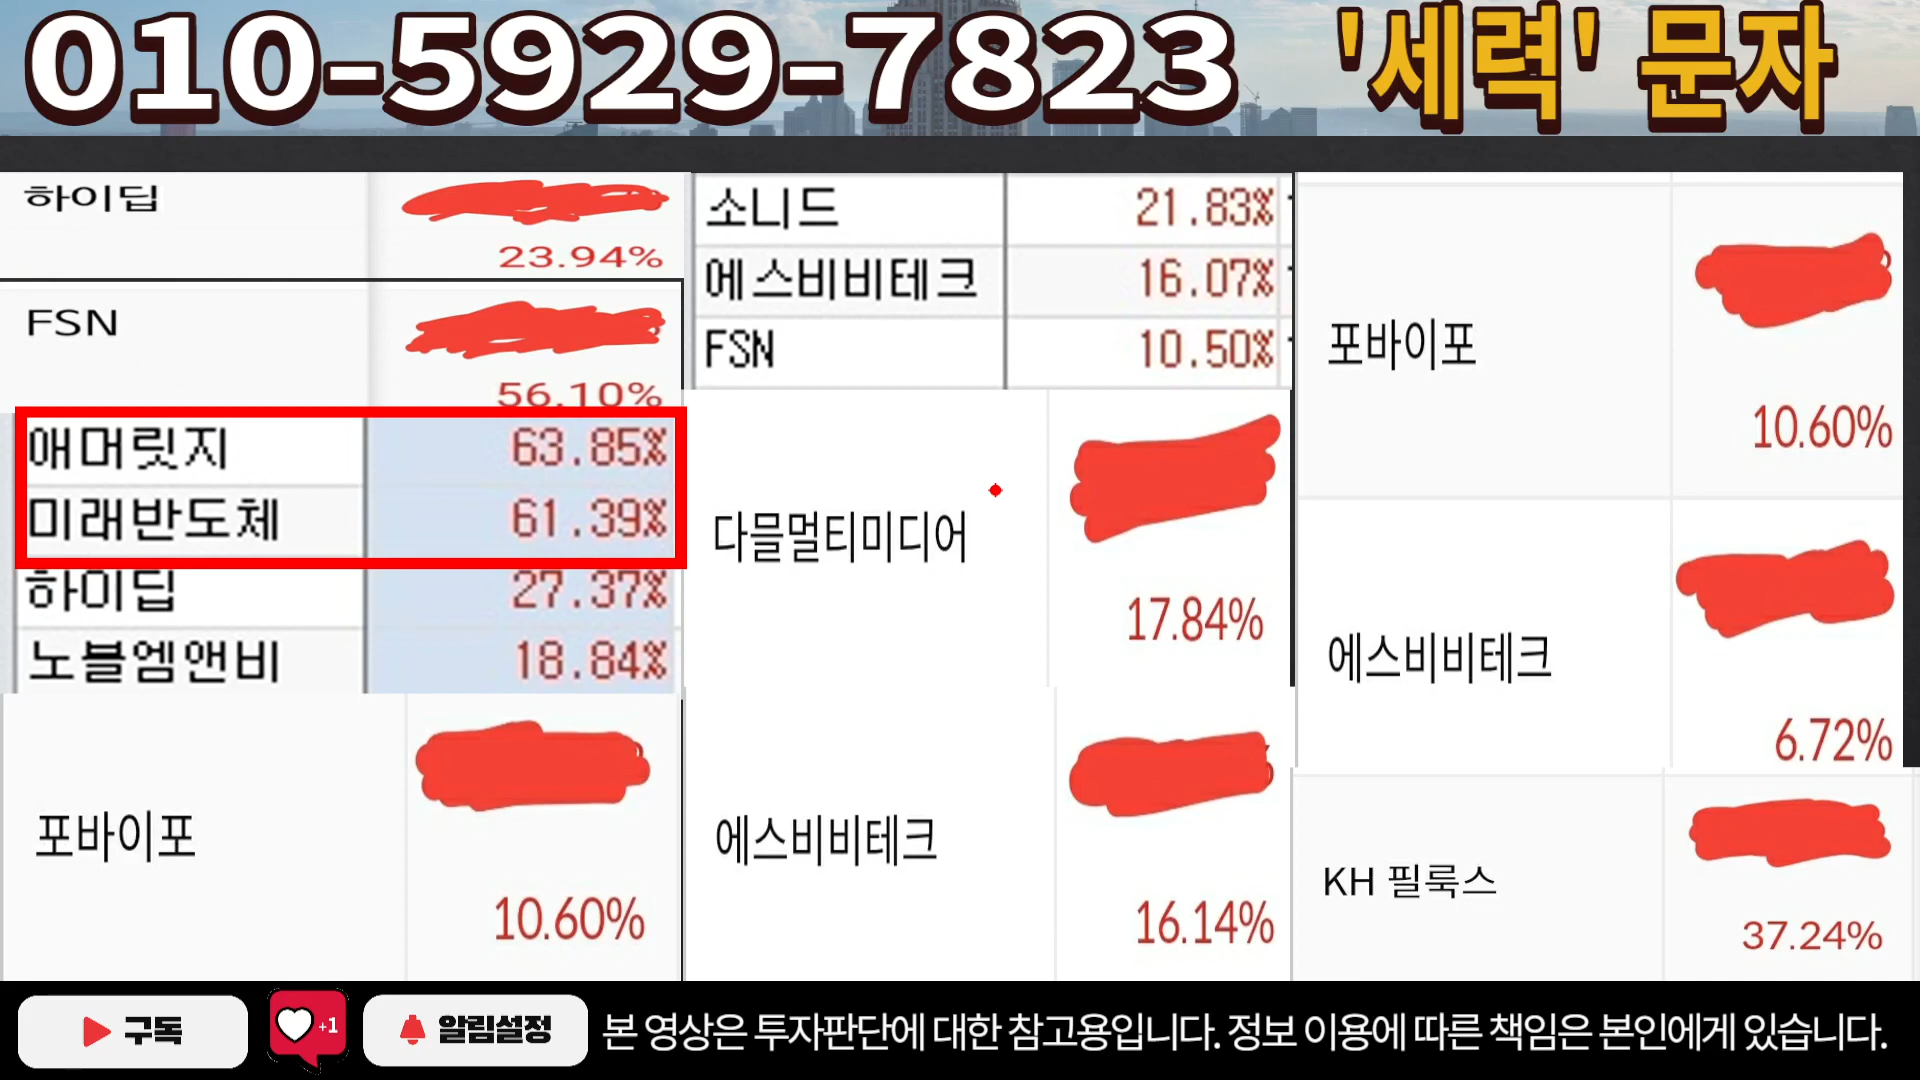 010-5929-7823 '세력' 문자
하이딥
23.94%
FSN
56.10%
애머릿지 63.85%
미래반도체 61.39%
하이딥 27.37%
노블엠앤비 18.84%
포바이포
10.60%
소니드 21.83%
에스비비테크 16.07%
FSN 10.50%
다믈멀티미디어
17.84%
에스비비테크
16.14%
포바이포
10.60%
에스비비테크
6.72%
KH 필룩스
37.24%
구독 +1 알림설정 본 영상은 투자판단에 대한 참고용입니다. 정보 이용에 따른 책임은 본인에게 있습니다.